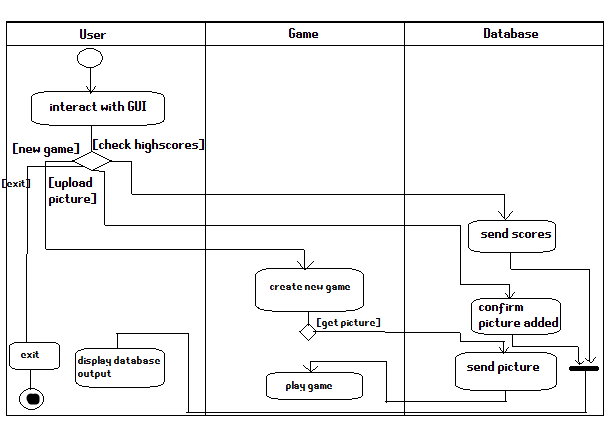 User
Game
Database
interact with GUI
[new game]
[check highscores]
[exit]
[upload
picture]
send scores
create new game
confirm
picture added
[get picture]
exit
display database
output
send picture
play game